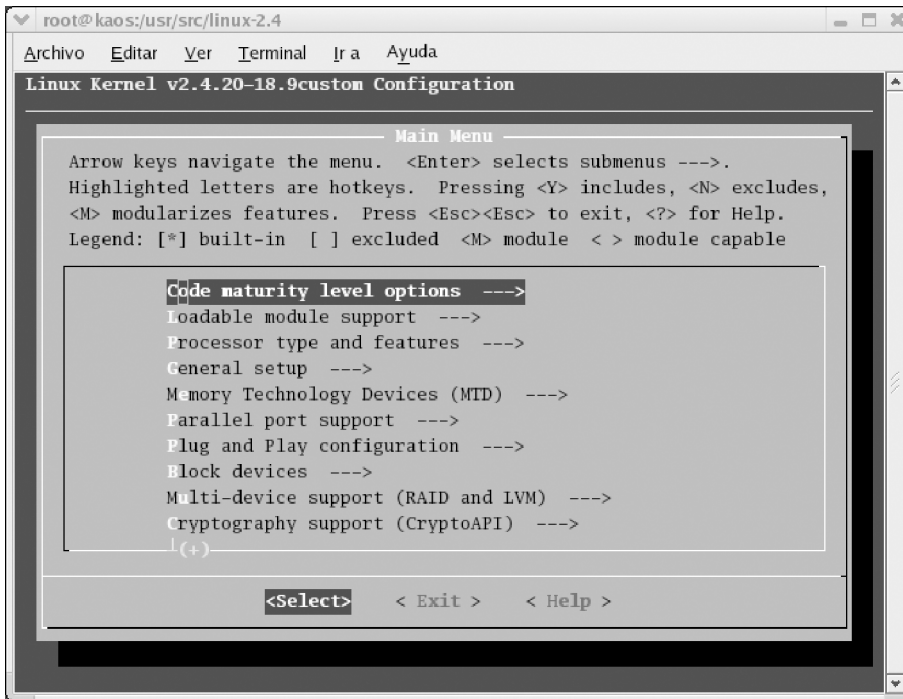 root@kaos:/usr/src/linux-2.4
Archivo Editar Ver Terminal Ir a Ayuda
Linux Kernel v2.4.20-18.9custom Configuration
Main Menu
Arrow keys navigate the menu. <Enter> selects submenus --->.
Highlighted letters are hotkeys. Pressing <Y> includes, <N> excludes,
<M> modularizes features. Press <Esc><Esc> to exit, <?> for Help.
Legend: [*] built-in [ ] excluded <M> module < > module capable
Code maturity level options --->
Loadable module support --->
Processor type and features --->
General setup --->
Memory Technology Devices (MTD) --->
Parallel port support --->
Plug and Play configuration --->
Block devices --->
Multi-device support (RAID and LVM) --->
Cryptography support (CryptoAPI) --->
(+)
<Select> < Exit > < Help >